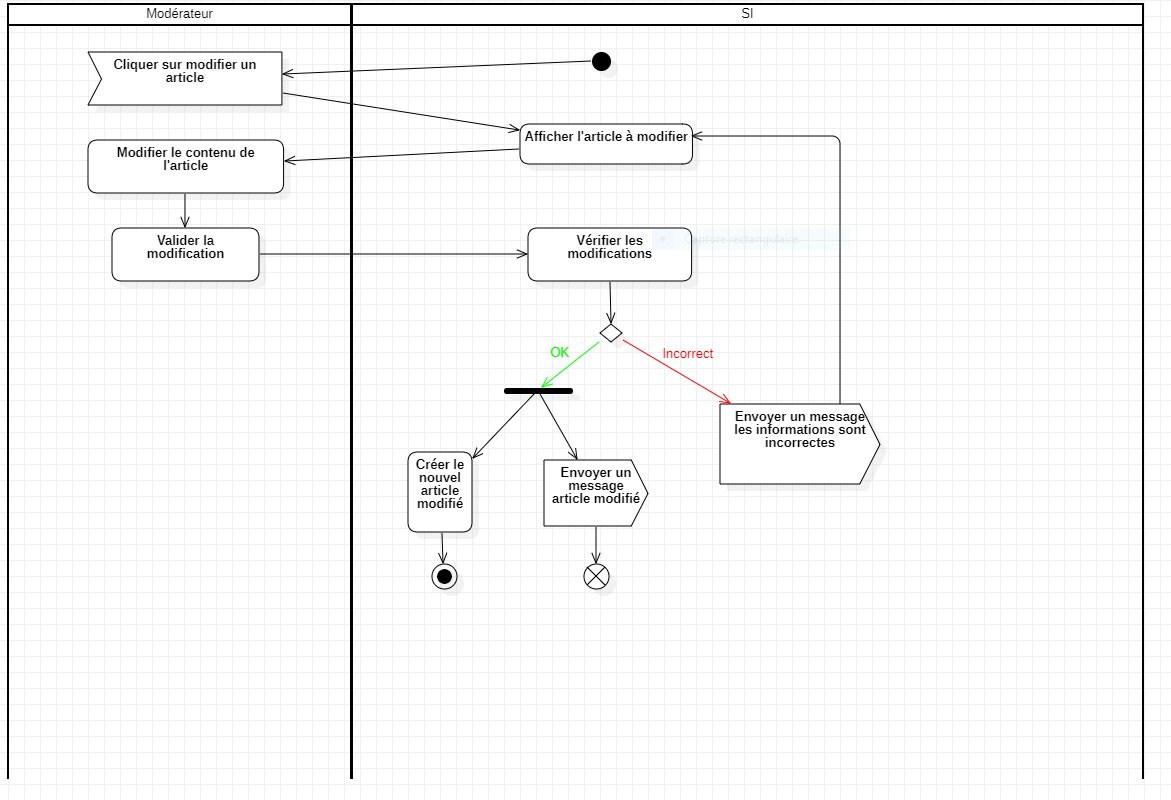 Modérateur
SI
Cliquer sur modifier un
article
Afficher l'article à modifier
Modifier le contenu de
l'article
Valider la
modification
Vérifier les
modifications
Capture rectangulaire
OK
Incorrect
Envoyer un message
les informations sont
incorrectes
Créer le
nouvel
article
modifié
Envoyer un
message
article modifié